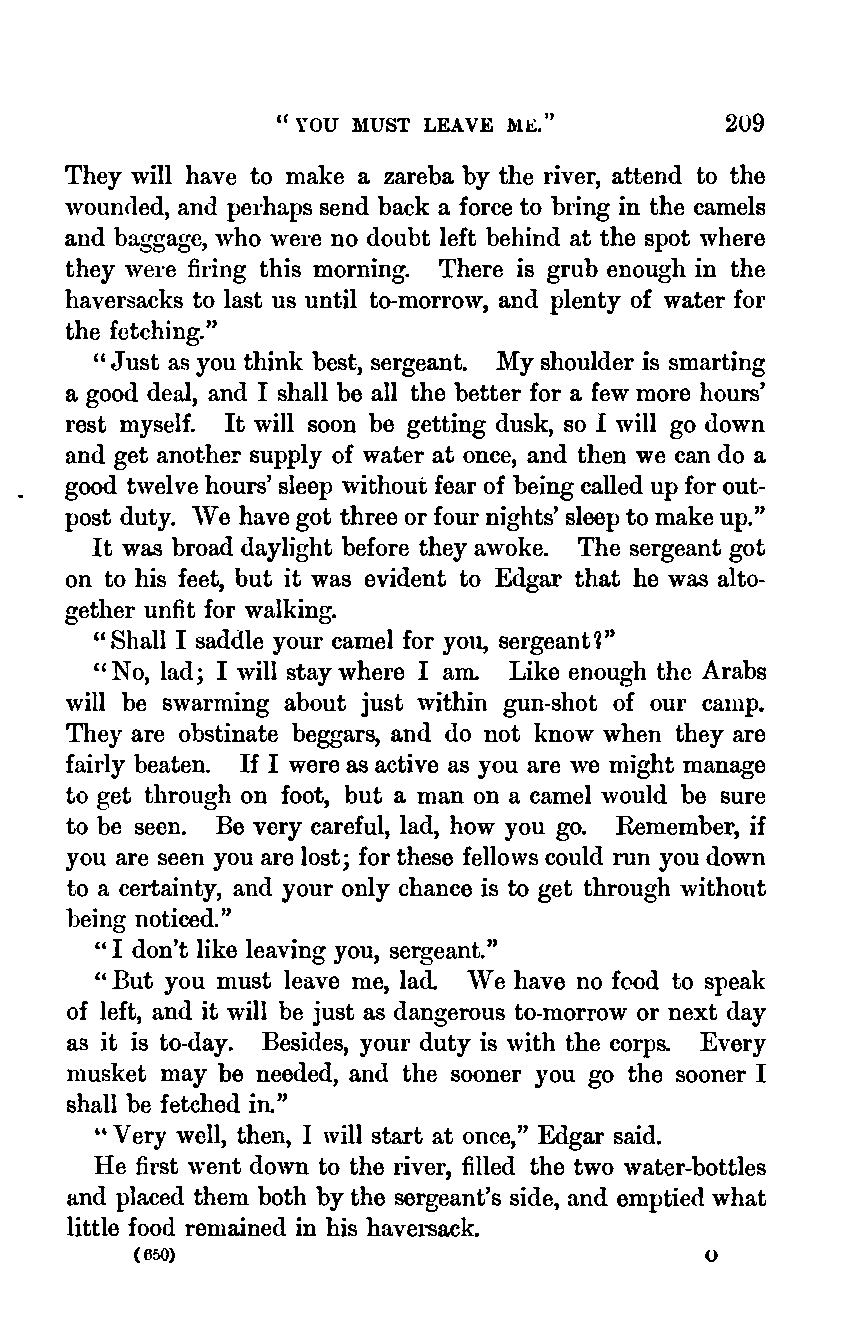 “YOU MUST LEAVE ME.” 209
They will have to make a zareba by the river, attend to the
wounded, and perhaps send back a force to bring in the camels
and baggage, who were no doubt left behind at the spot where
they were firing this morning. There is grub enough in the
haversacks to last us until to-morrow, and plenty of water for
the fetching.”
“Just as you think best, sergeant. My shoulder is smarting
a good deal, and I shall be all the better for a few more hours’
rest myself. It will soon be getting dusk, so I will go down
and get another supply of water at once, and then we can do a
good twelve hours’ sleep without fear of being called up for out-
post duty. We have got three or four nights’ sleep to make up.”
It was broad daylight before they awoke. The sergeant got
on to his feet, but it was evident to Edgar that he was alto-
gether unfit for walking.
“Shall I saddle your camel for you, sergeant?”
“No, lad; I will stay where I am. Like enough the Arabs
will be swarming about just within gun-shot of our camp.
They are obstinate beggars, and do not know when they are
fairly beaten. If I were as active as you are we might manage
to get through on foot, but a man on a camel would be sure
to be seen. Be very careful, lad, how you go. Remember, if
you are seen you are lost; for these fellows could run you down
to a certainty, and your only chance is to get through without
being noticed.”
“I don’t like leaving you, sergeant.”
“But you must leave me, lad. We have no food to speak
of left, and it will be just as dangerous to-morrow or next day
as it is to-day. Besides, your duty is with the corps. Every
musket may be needed, and the sooner you go the sooner I
shall be fetched in.”
“Very well, then, I will start at once,” Edgar said.
He first went down to the river, filled the two water-bottles
and placed them both by the sergeant’s side, and emptied what
little food remained in his haversack.
(650) O